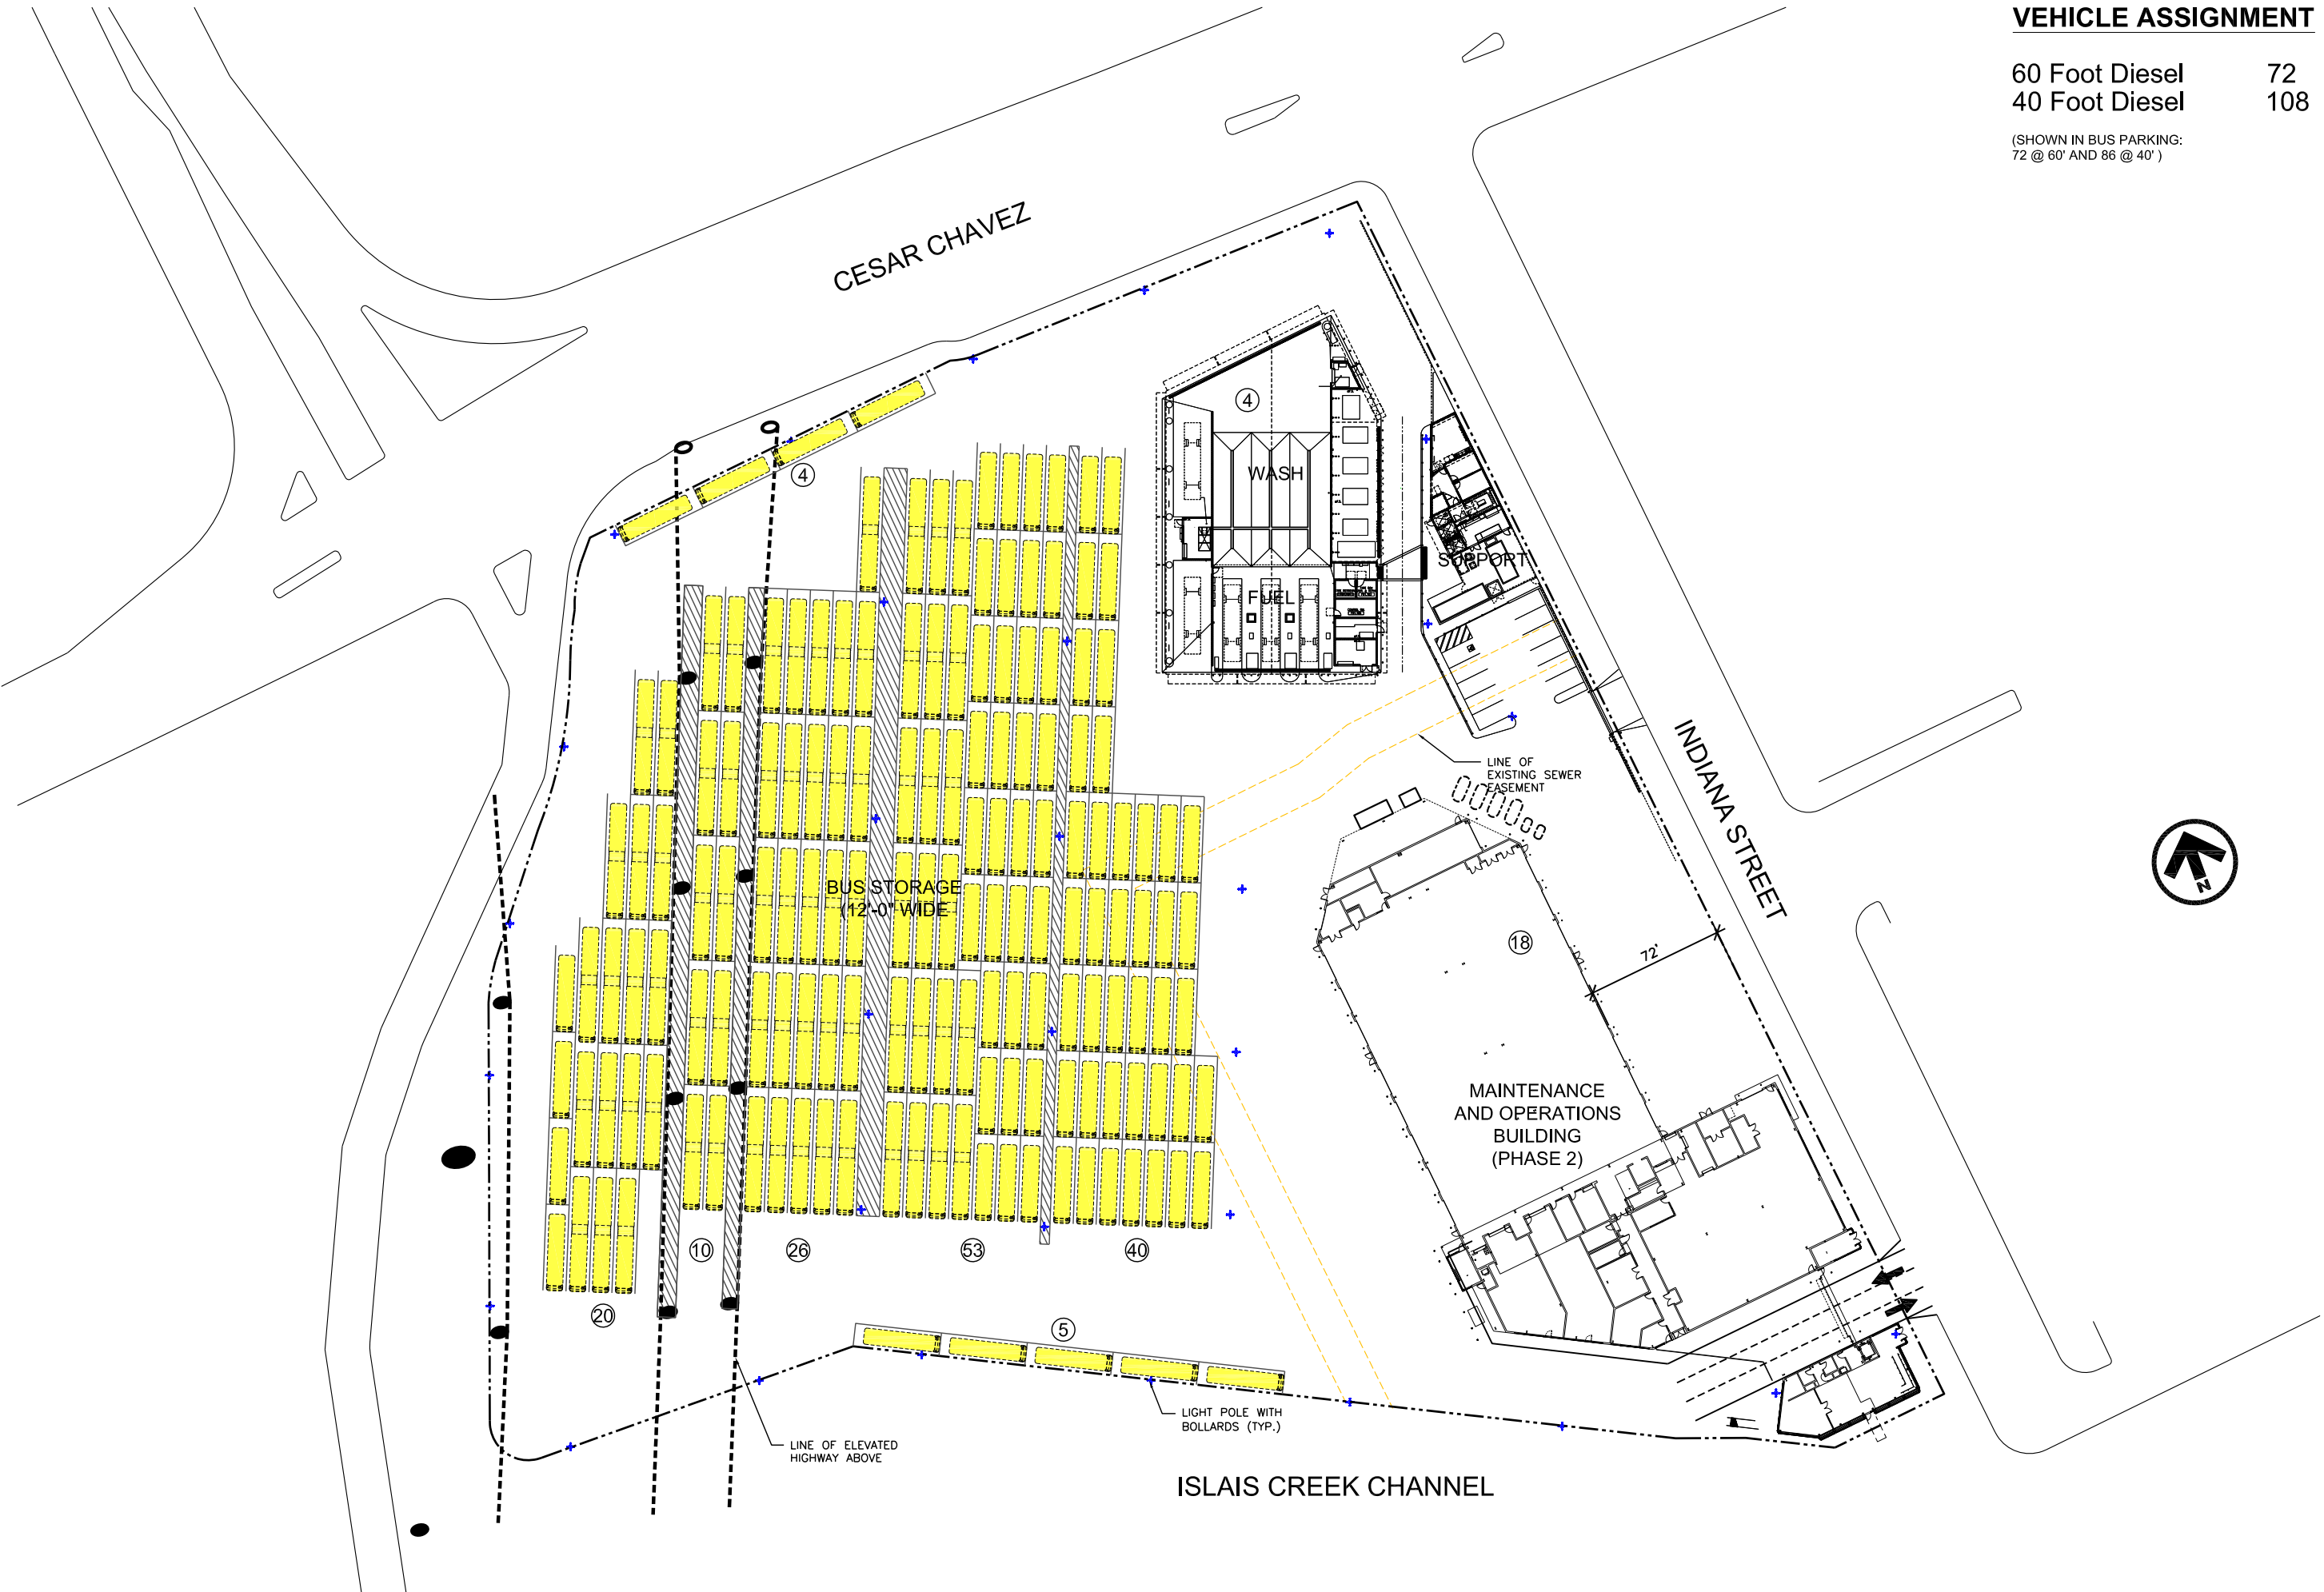 VEHICLE ASSIGNMENT
60 Foot Diesel 72
40 Foot Diesel 108
(SHOWN IN BUS PARKING:
72 @ 60' AND 86 @ 40' )
CESAR CHAVEZ
4
4
WASH
SUPPORT
FUEL
LINE OF
EXISTING SEWER
EASEMENT
INDIANA STREET
BUS STORAGE
(12'-0" WIDE
18
72'
N
MAINTENANCE
AND OPERATIONS
BUILDING
(PHASE 2)
10
26
53
40
20
5
LIGHT POLE WITH
BOLLARDS (TYP.)
LINE OF ELEVATED
HIGHWAY ABOVE
ISLAIS CREEK CHANNEL